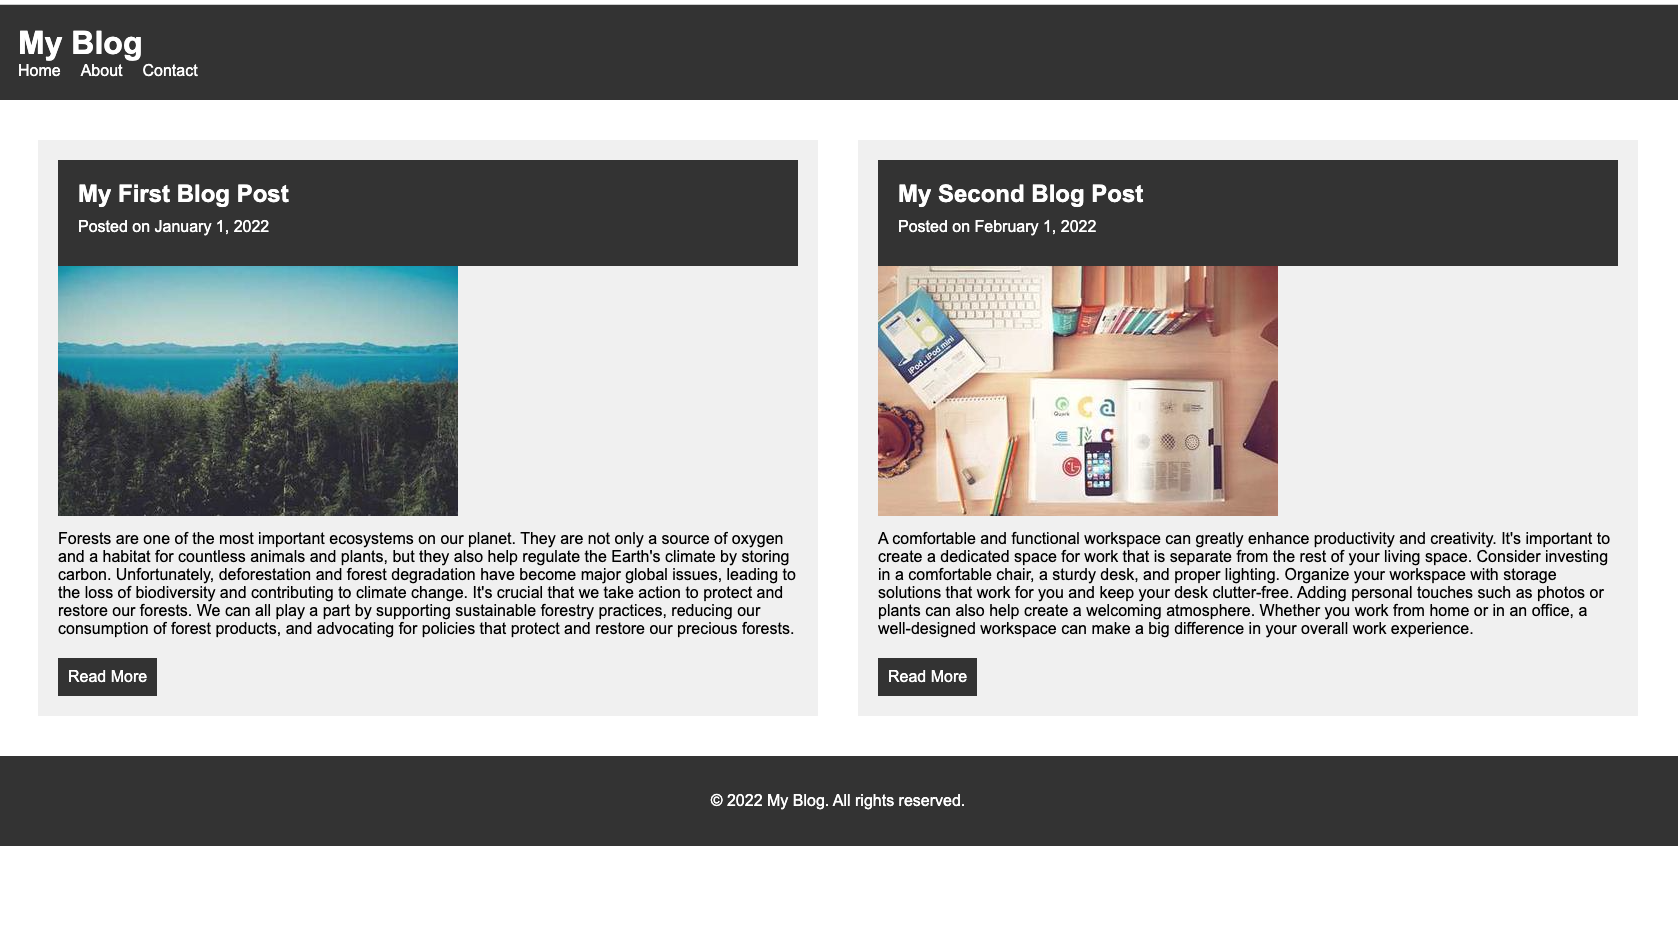 My Blog
Home About Contact
My First Blog Post
Posted on January 1, 2022
Forests are one of the most important ecosystems on our planet. They are not only a source of oxygen
and a habitat for countless animals and plants, but they also help regulate the Earth's climate by storing
carbon. Unfortunately, deforestation and forest degradation have become major global issues, leading to
the loss of biodiversity and contributing to climate change. It's crucial that we take action to protect and
restore our forests. We can all play a part by supporting sustainable forestry practices, reducing our
consumption of forest products, and advocating for policies that protect and restore our precious forests.
Read More
My Second Blog Post
Posted on February 1, 2022
iPod + iPod mini
Quark
LG
A comfortable and functional workspace can greatly enhance productivity and creativity. It's important to
create a dedicated space for work that is separate from the rest of your living space. Consider investing
in a comfortable chair, a sturdy desk, and proper lighting. Organize your workspace with storage
solutions that work for you and keep your desk clutter-free. Adding personal touches such as photos or
plants can also help create a welcoming atmosphere. Whether you work from home or in an office, a
well-designed workspace can make a big difference in your overall work experience.
Read More
© 2022 My Blog. All rights reserved.